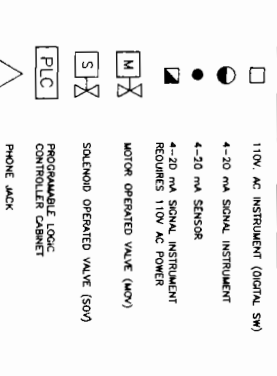 110V. AC INSTRUMENT (DIGITAL SW)
4-20 mA SIGNAL INSTRUMENT
4-20 mA SENSOR
4-20 mA SIGNAL INSTRUMENT
REQUIRES 110V AC POWER
M
MOTOR OPERATED VALVE (MOV)
S
SOLENOID OPERATED VALVE (SOV)
PLC
PROGRAMABLE LOGIC
CONTROLLER CABINET
PHONE JACK